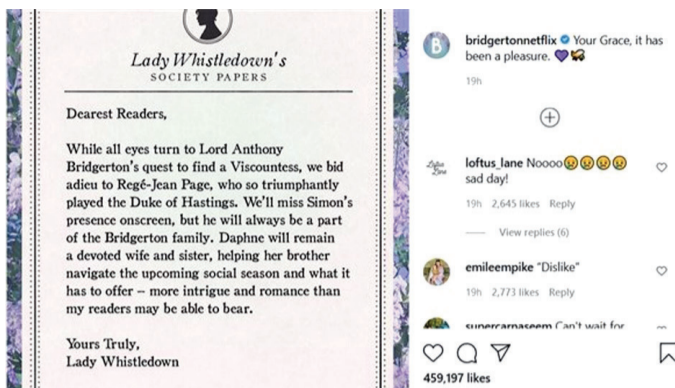 Lady Whistledown's
SOCIETY PAPERS
Dearest Readers,
While all eyes turn to Lord Anthony
Bridgerton's quest to find a Viscountess, we bid
adieu to Regé-Jean Page, who so triumphantly
played the Duke of Hastings. We'll miss Simon's
presence onscreen, but he will always be a part
of the Bridgerton family. Daphne will remain
a devoted wife and sister, helping her brother
navigate the upcoming social season and what it
has to offer – more intrigue and romance than
my readers may be able to bear.
Yours Truly,
Lady Whistledown
B
bridgertonnetflix Your Grace, it has
been a pleasure. 💜🐝
19h
Loftus
Lane
loftus_lane Noooo😢😢😢😢
sad day!
19h 2,645 likes Reply
View replies (6)
emileempike "Dislike"
19h 2,773 likes Reply
supercarnaseem Can't wait for
459,197 likes